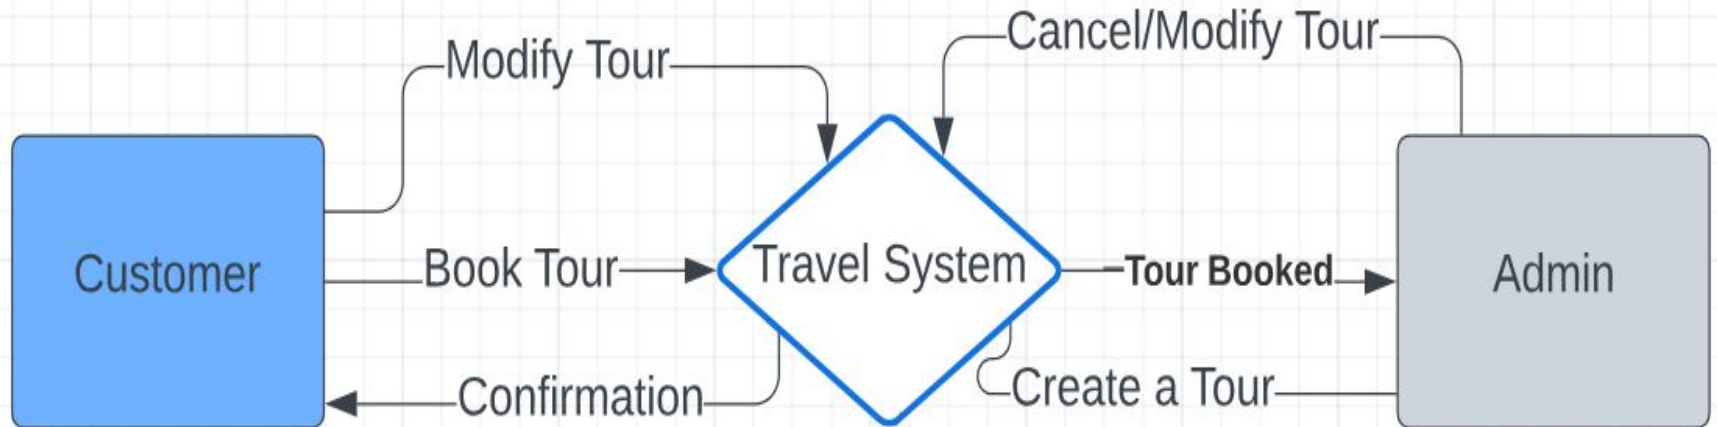 Cancel/Modify Tour
Modify Tour
Customer
Book Tour
Travel System
Tour Booked
Admin
Confirmation
Create a Tour